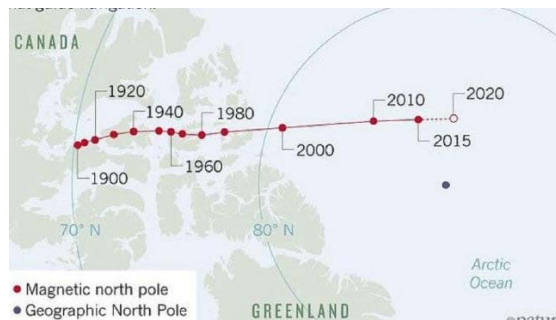 CANADA
1920
1940
1980
2010
2020
1900
1960
2000
2015
70° N
80° N
Arctic
Ocean
Magnetic north pole
Geographic North Pole
GREENLAND